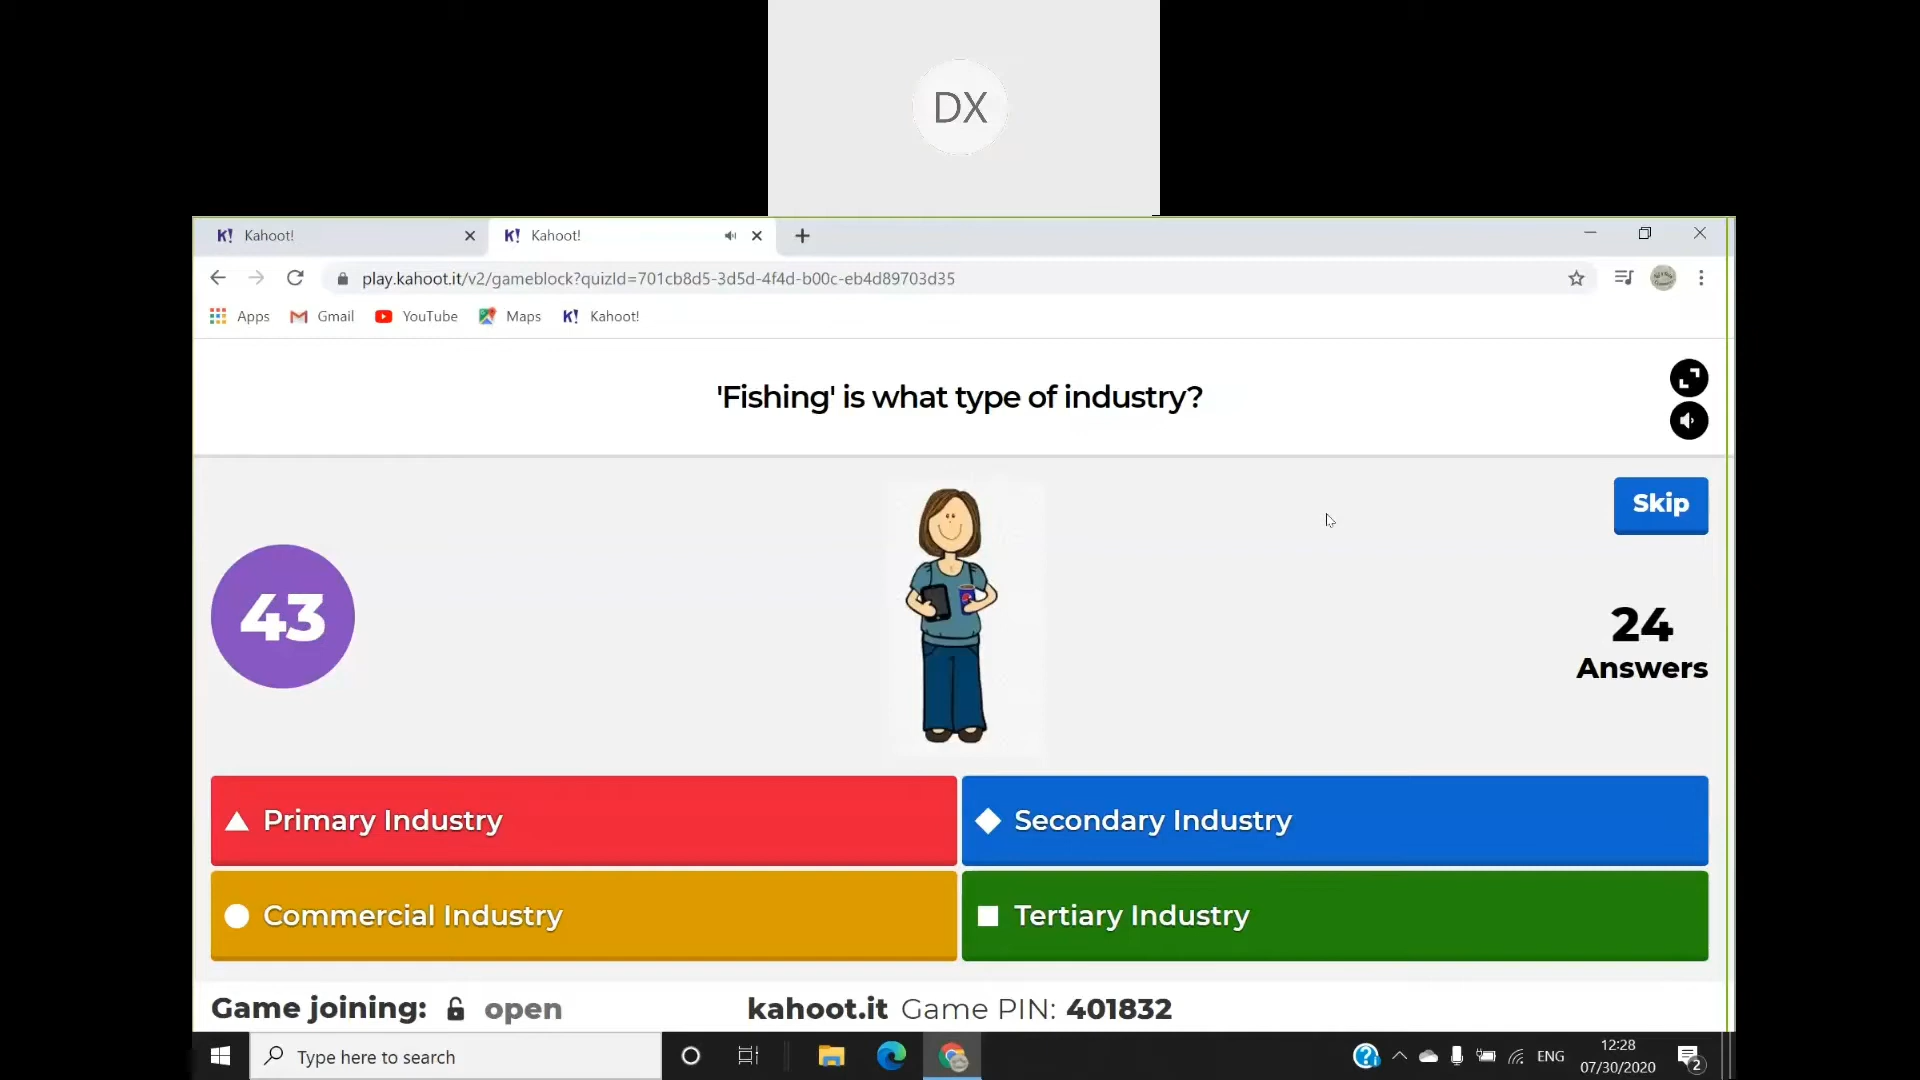 DX
K! Kahoot!
K! Kahoot!
play.kahoot.it/v2/gameblock?quizId=701cb8d5-3d5d-4f4d-b00c-eb4d89703d35
Apps Gmail YouTube Maps K! Kahoot!
'Fishing' is what type of industry?
Skip
43
24
Answers
Primary Industry
Secondary Industry
Commercial Industry
Tertiary Industry
Game joining: open kahoot.it Game PIN: 401832
Type here to search
ENG
12:28
07/30/2020
2